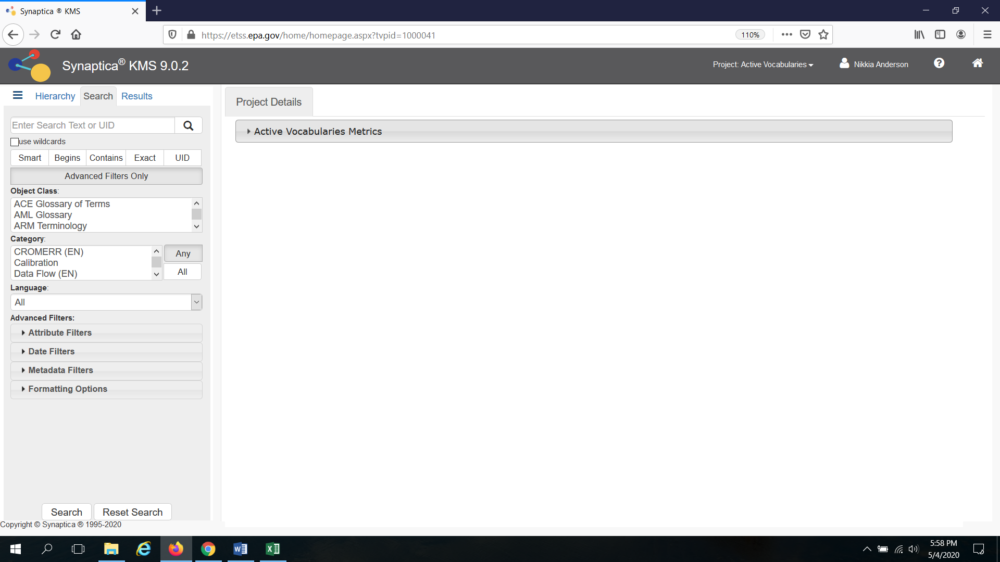 Synaptica ® KMS
https://etss.epa.gov/home/homepage.aspx?tvpid=1000041
110%
Synaptica® KMS 9.0.2
Project: Active Vocabularies
Nikkia Anderson
Hierarchy
Search
Results
Project Details
Enter Search Text or UID
Active Vocabularies Metrics
use wildcards
Smart
Begins
Contains
Exact
UID
Advanced Filters Only
Object Class:
ACE Glossary of Terms
AML Glossary
ARM Terminology
Category:
CROMERR (EN)
Calibration
Data Flow (EN)
Any
All
Language:
All
Advanced Filters:
Attribute Filters
Date Filters
Metadata Filters
Formatting Options
Search
Reset Search
Copyright © Synaptica ® 1995-2020
5:58 PM
5/4/2020